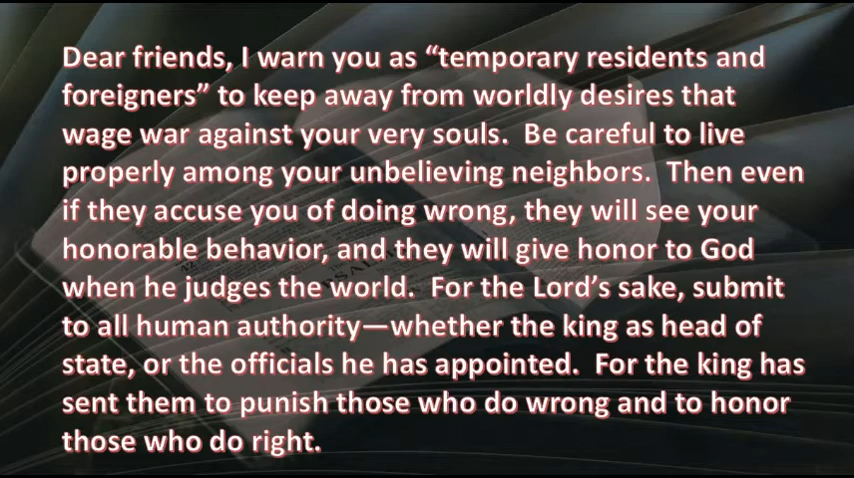 Dear friends, I warn you as “temporary residents and
foreigners” to keep away from worldly desires that
wage war against your very souls.  Be careful to live
properly among your unbelieving neighbors.  Then even
if they accuse you of doing wrong, they will see your
honorable behavior, and they will give honor to God
when he judges the world.  For the Lord’s sake, submit
to all human authority—whether the king as head of
state, or the officials he has appointed.  For the king has
sent them to punish those who do wrong and to honor
those who do right.